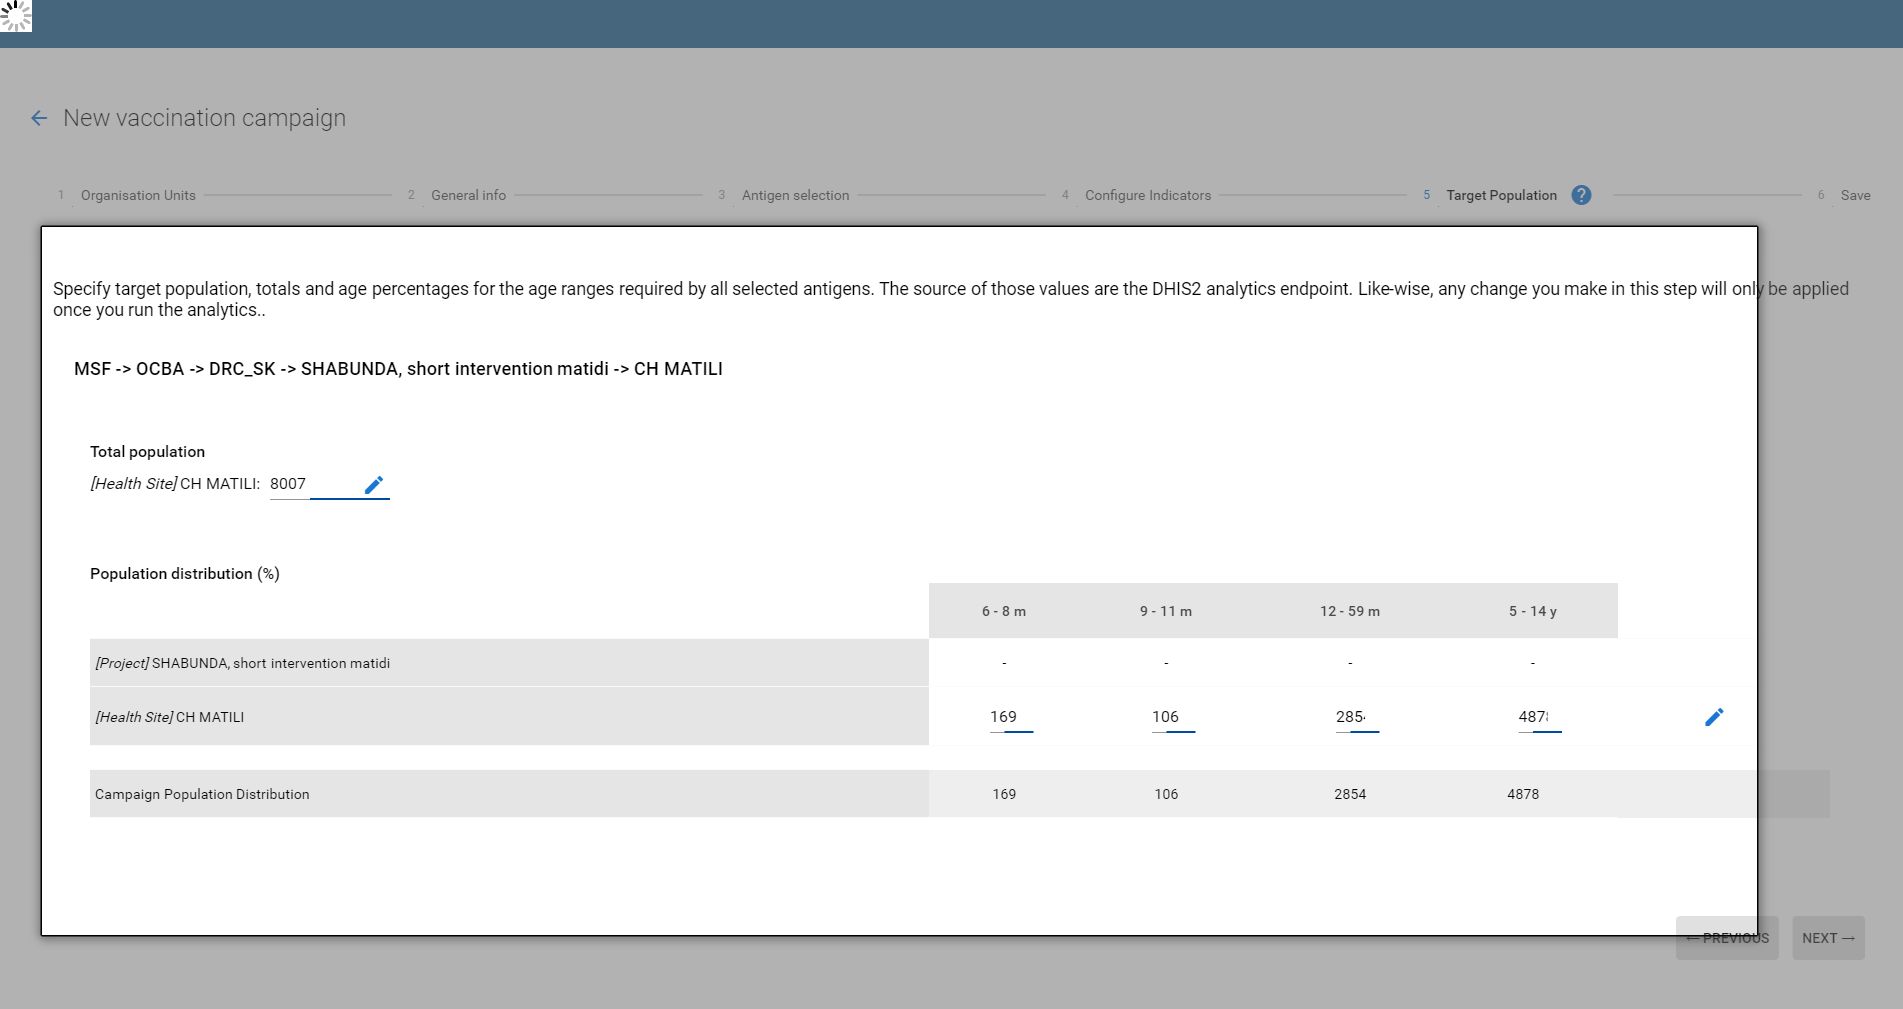 New vaccination campaign
1 Organisation Units 2 General info 3 Antigen selection 4 Configure Indicators 5 Target Population ? 6 Save
Specify target population, totals and age percentages for the age ranges required by all selected antigens. The source of those values are the DHIS2 analytics endpoint. Like-wise, any change you make in this step will only be applied
once you run the analytics..
MSF -> OCBA -> DRC_SK -> SHABUNDA, short intervention matidi -> CH MATILI
Total population
[Health Site] CH MATILI: 8007
Population distribution (%)
6 - 8 m 9 - 11 m 12 - 59 m 5 - 14 y
[Project] SHABUNDA, short intervention matidi - - - -
[Health Site] CH MATILI 169 106 2854 4878
Campaign Population Distribution 169 106 2854 4878
← PREVIOUS NEXT →